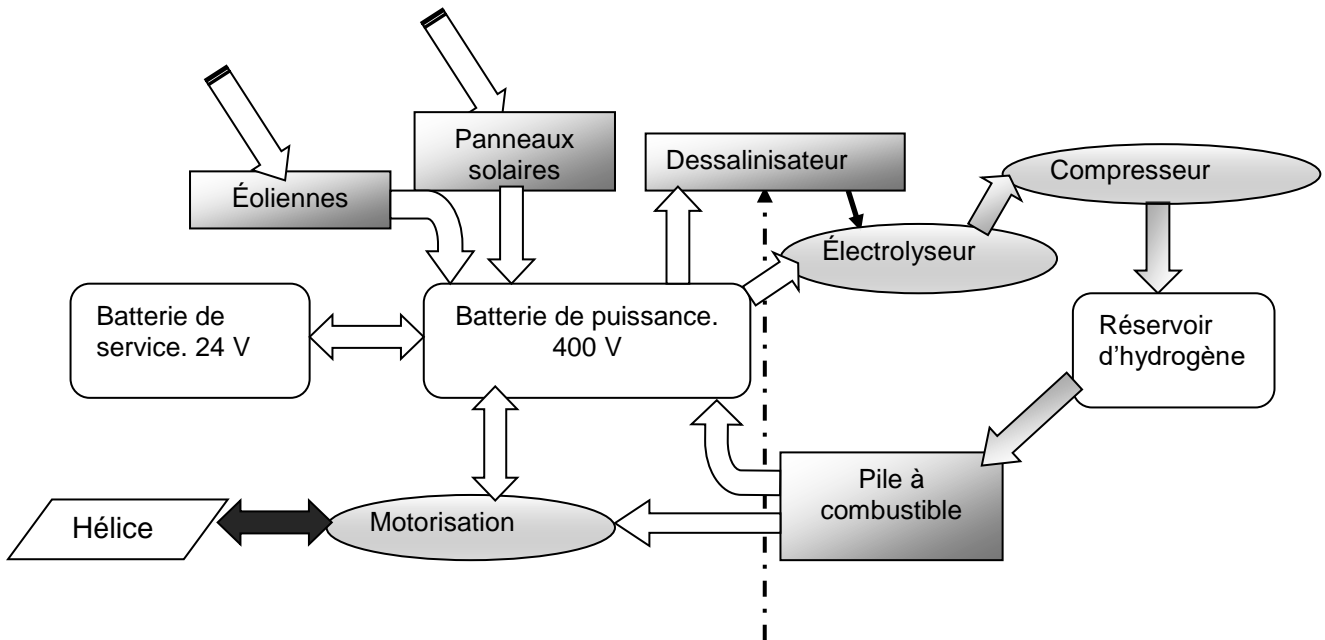 Panneaux
solaires
Éoliennes
Dessalinisateur
Compresseur
Électrolyseur
Batterie de
service. 24 V
Batterie de puissance.
400 V
Réservoir
d’hydrogène
Pile à
combustible
Hélice
Motorisation